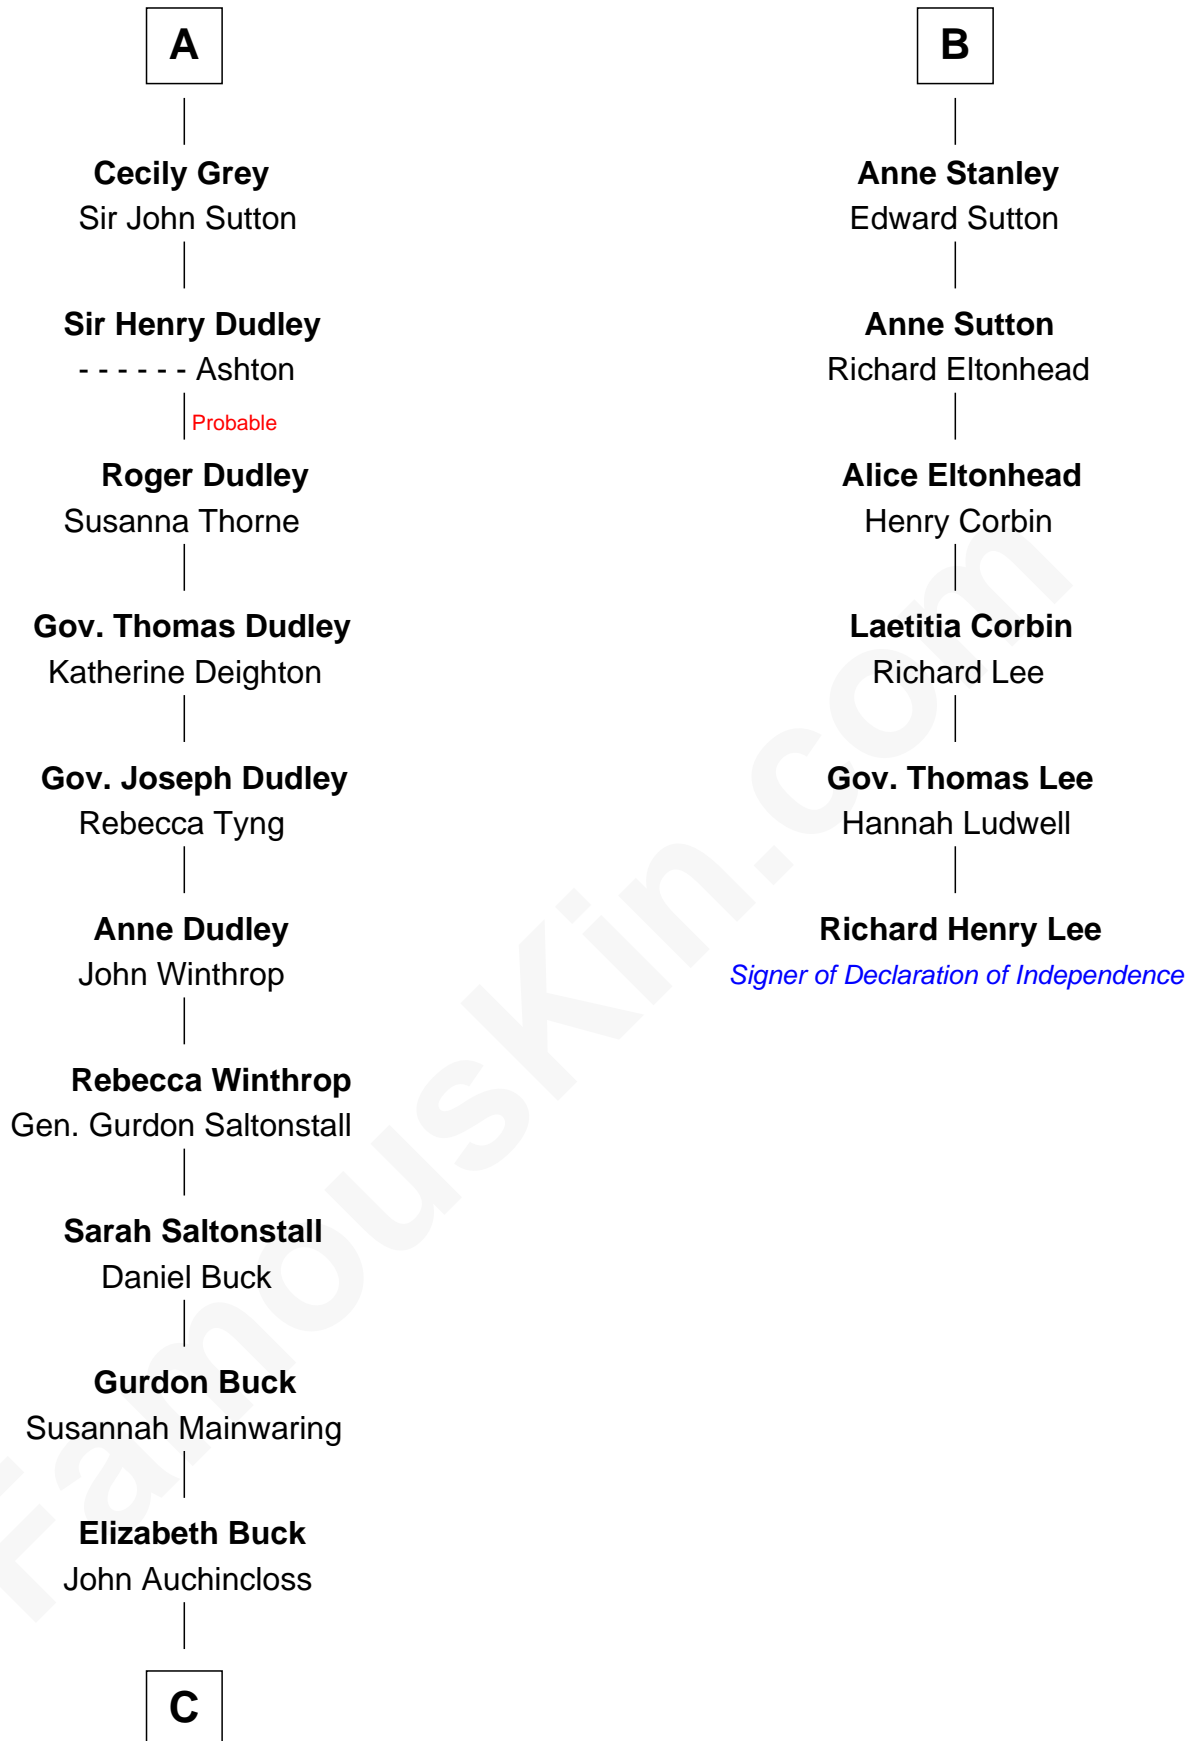 A
Cecily Grey
Sir John Sutton
Sir Henry Dudley
- - - - - - Ashton
Probable
Roger Dudley
Susanna Thorne
Gov. Thomas Dudley
Katherine Deighton
Gov. Joseph Dudley
Rebecca Tyng
Anne Dudley
John Winthrop
Rebecca Winthrop
Gen. Gurdon Saltonstall
Sarah Saltonstall
Daniel Buck
Gurdon Buck
Susannah Mainwaring
Elizabeth Buck
John Auchincloss
C
B
Anne Stanley
Edward Sutton
Anne Sutton
Richard Eltonhead
Alice Eltonhead
Henry Corbin
Laetitia Corbin
Richard Lee
Gov. Thomas Lee
Hannah Ludwell
Richard Henry Lee
Signer of Declaration of Independence
FamousKin.com